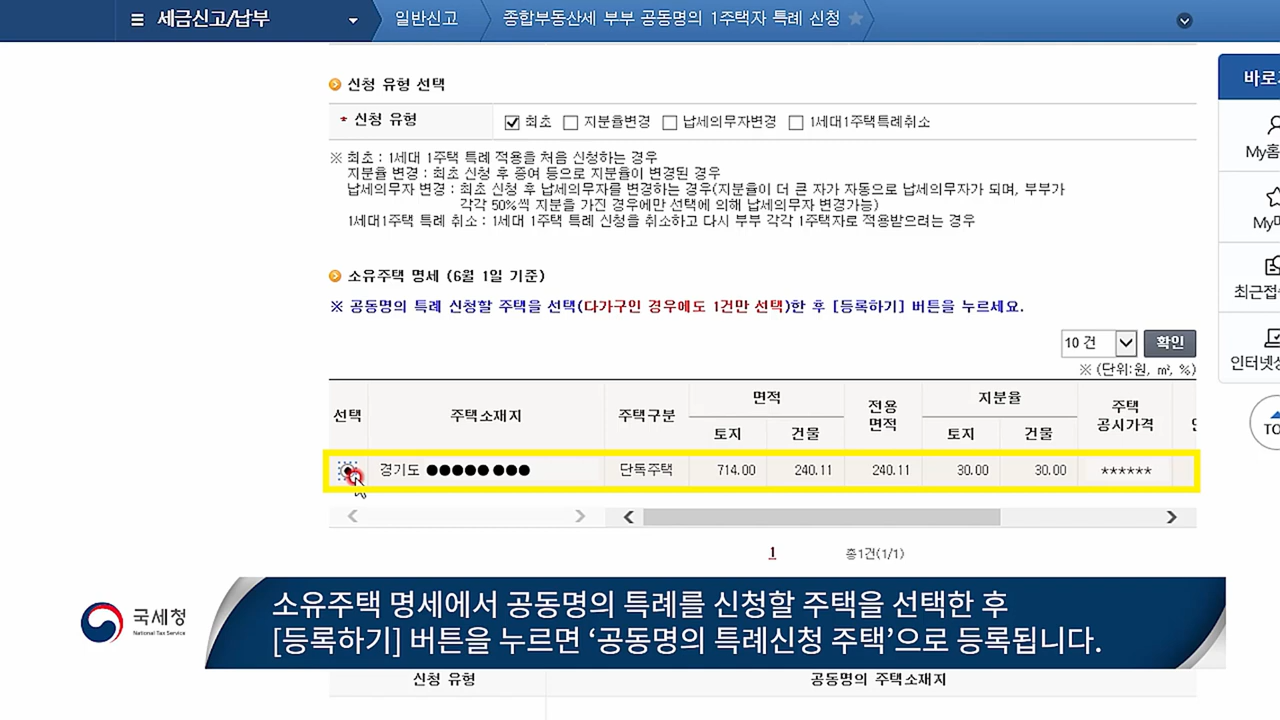 세금신고/납부
일반신고
종합부동산세 부부 공동명의 1주택자 특례 신청
바로
신청 유형 선택
* 신청 유형
최초 지분율변경 납세의무자변경 1세대1주택특례취소
※ 최초 : 1세대 1주택 특례 적용을 처음 신청하는 경우
지분율 변경 : 최초 신청 후 증여 등으로 지분율이 변경된 경우
납세의무자 변경 : 최초 신청 후 납세의무자를 변경하는 경우(지분율이 더 큰 자가 자동으로 납세의무자가 되며, 부부가
각각 50%씩 지분을 가진 경우에만 선택에 의해 납세의무자 변경가능)
1세대1주택 특례 취소 : 1세대 1주택 특례 신청을 취소하고 다시 부부 각각 1주택자로 적용받으려는 경우
My홈
My
최근접
인터넷
TO
소유주택 명세 (6월 1일 기준)
※ 공동명의 특례 신청할 주택을 선택(다가구인 경우에도 1건만 선택)한 후 [등록하기] 버튼을 누르세요.
10 건 확인
※ (단위:원, ㎡, %)
선택 주택소재지 주택구분 면적 전용 면적 지분율 주택 공시가격
토지 건물 토지 건물
경기도 ●●●●● ●●● 단독주택 714.00 240.11 240.11 30.00 30.00 ******
1 총1건(1/1)
국세청
National Tax Service
소유주택 명세에서 공동명의 특례를 신청할 주택을 선택한 후
[등록하기] 버튼을 누르면 ‘공동명의 특례신청 주택’으로 등록됩니다.
신청 유형 공동명의 주택소재지